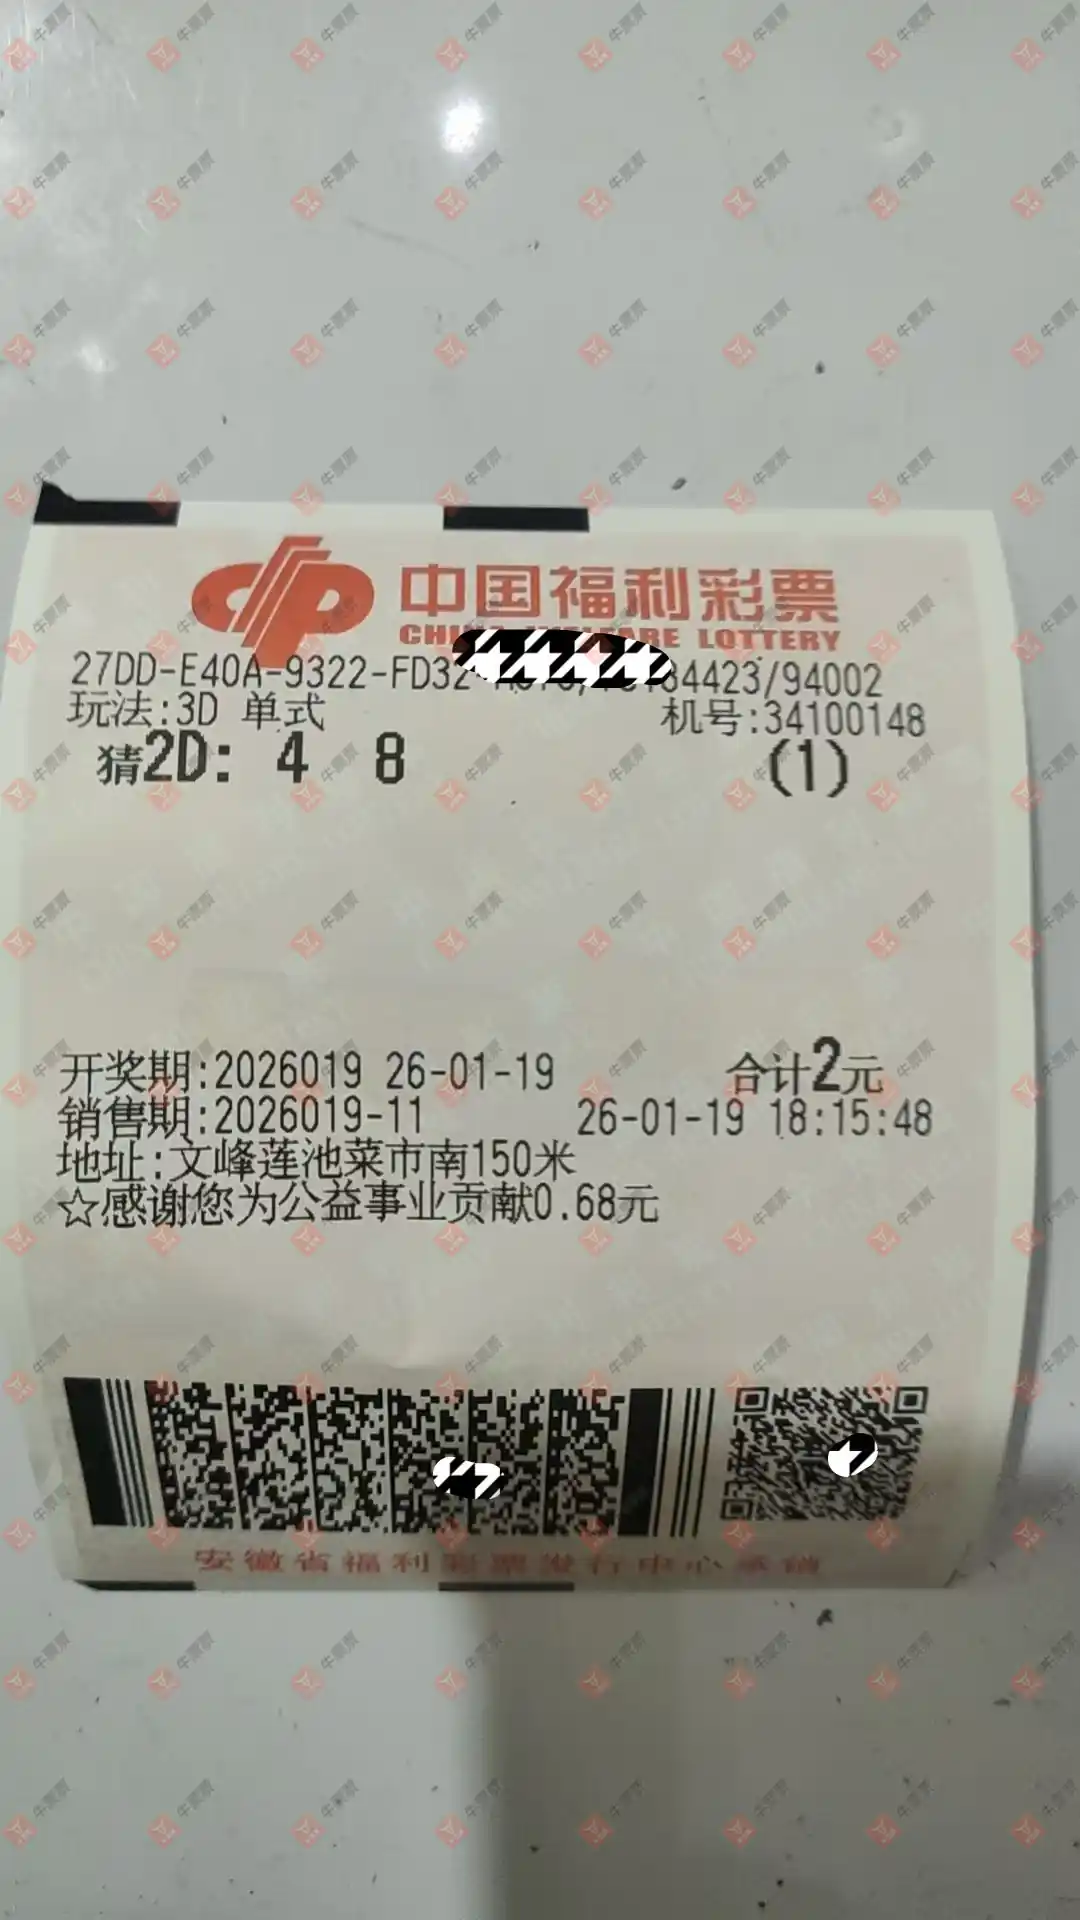 中国福利彩票
CHINA WELFARE LOTTERY
27DD-E40A-9322-FD32- 84423/94002
玩法:3D 单式 机号:34100148
猜2D: 4 8 (1)
开奖期:2026019 26-01-19 合计2元
销售期:2026019-11 26-01-19 18:15:48
地址:文峰莲池菜市南150米
☆感谢您为公益事业贡献0.68元
安徽省福利彩票发行中心承销
牛票票